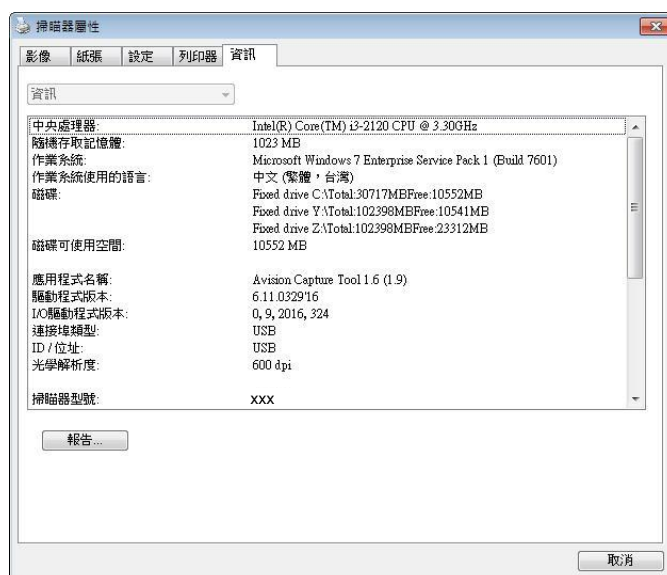 掃瞄器屬性
影像 紙張 設定 列印器 資訊
資訊
中央處理器: Intel(R) Core(TM) i3-2120 CPU @ 3.30GHz
隨機存取記憶體: 1023 MB
作業系統: Microsoft Windows 7 Enterprise Service Pack 1 (Build 7601)
作業系統使用的語言: 中文 (繁體，台灣)
磁碟: Fixed drive C:\Total:30717MBFree:10552MB
Fixed drive Y:\Total:102398MBFree:10541MB
Fixed drive Z:\Total:102398MBFree:23312MB
磁碟可使用空間: 10552 MB
應用程式名稱: Avision Capture Tool 1.6 (1.9)
驅動程式版本: 6.11.0329'16
I/O驅動程式版本: 0, 9, 2016, 324
連接埠類型: USB
ID / 位址: USB
光學解析度: 600 dpi
掃瞄器型號: XXX
報告...
取消